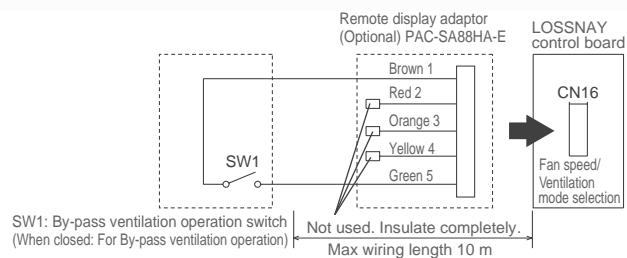 Remote display adaptor
(Optional) PAC-SA88HA-E
LOSSNAY
control board
Brown 1
Red 2
Orange 3
Yellow 4
Green 5
CN16
Fan speed/
Ventilation
mode selection
SW1
SW1: By-pass ventilation operation switch
(When closed: For By-pass ventilation operation)
Not used. Insulate completely.
Max wiring length 10 m